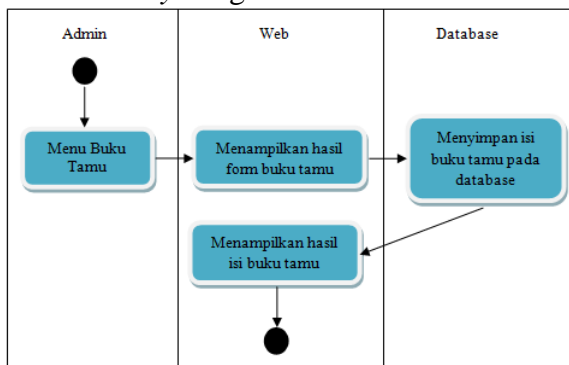 Admin
Web
Database
Menu Buku
Tamu
Menampilkan hasil
form buku tamu
Menyimpan isi
buku tamu pada
database
Menampilkan hasil
isi buku tamu